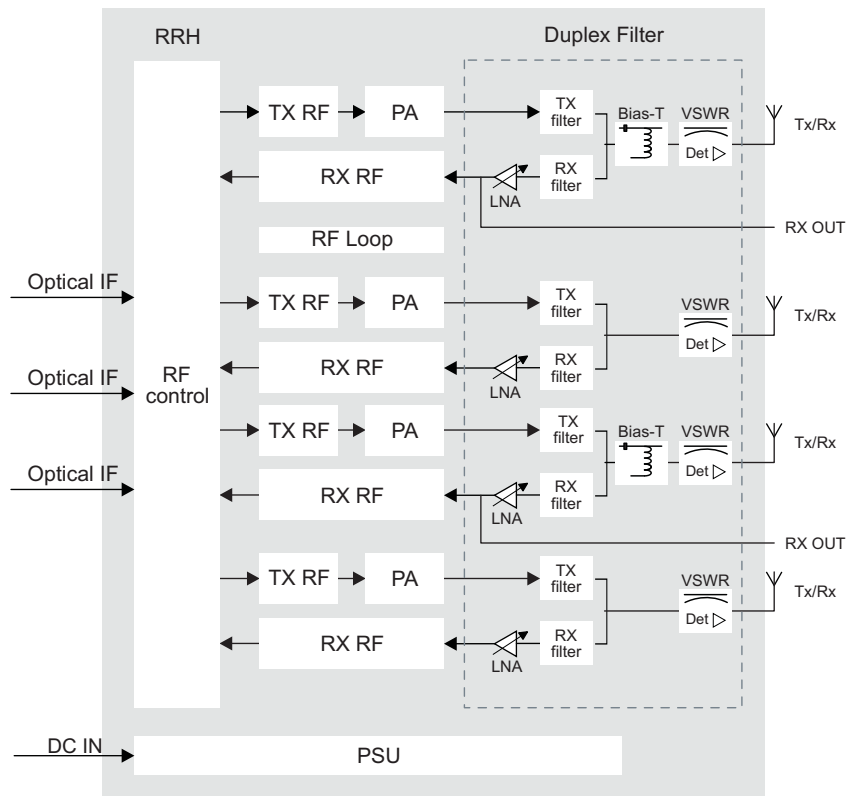 RRH
Duplex Filter
TX RF
PA
TX
filter
Bias-T
VSWR
Det
Tx/Rx
RX RF
LNA
RX
filter
RX OUT
RF Loop
Optical IF
TX RF
PA
TX
filter
VSWR
Det
Tx/Rx
Optical IF
RF
control
RX RF
LNA
RX
filter
TX RF
PA
TX
filter
Bias-T
VSWR
Det
Tx/Rx
Optical IF
RX RF
LNA
RX
filter
RX OUT
TX RF
PA
TX
filter
VSWR
Det
Tx/Rx
RX RF
LNA
RX
filter
DC IN
PSU